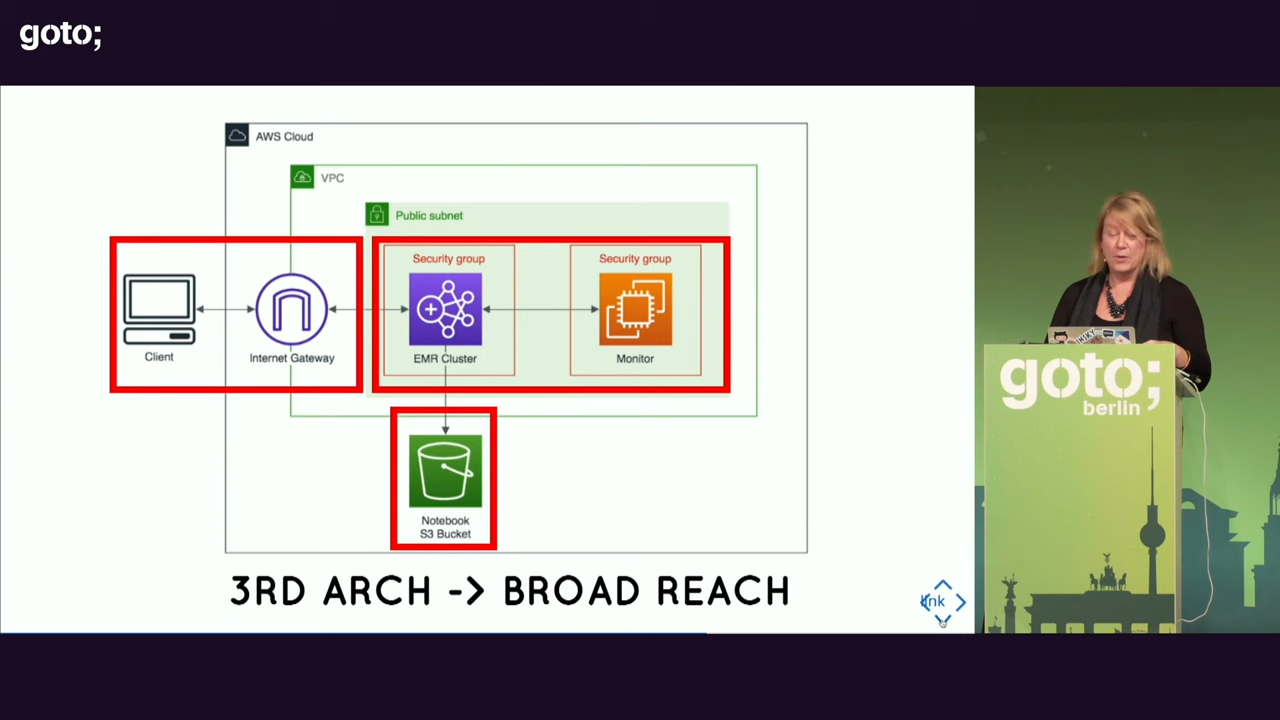 goto;
AWS Cloud
VPC
Public subnet
Security group
Security group
Client
Internet Gateway
EMR Cluster
Monitor
Notebook
S3 Bucket
3RD ARCH -> BROAD REACH
link
goto;
berlin